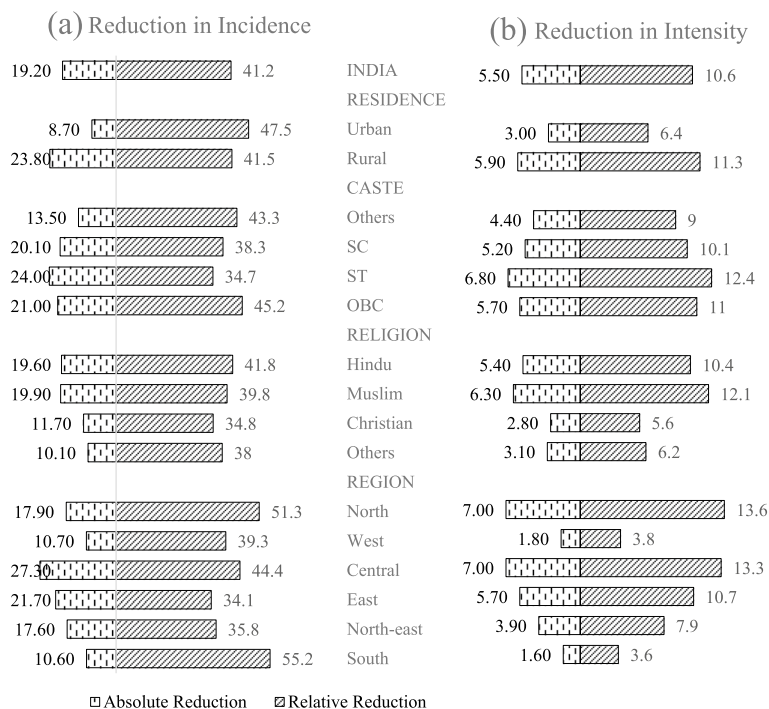 (a) Reduction in Incidence (b) Reduction in Intensity
19.20 41.2 INDIA 5.50 10.6
RESIDENCE
8.70 47.5 Urban 3.00 6.4
23.80 41.5 Rural 5.90 11.3
CASTE
13.50 43.3 Others 4.40 9
20.10 38.3 SC 5.20 10.1
24.00 34.7 ST 6.80 12.4
21.00 45.2 OBC 5.70 11
RELIGION
19.60 41.8 Hindu 5.40 10.4
19.90 39.8 Muslim 6.30 12.1
11.70 34.8 Christian 2.80 5.6
10.10 38 Others 3.10 6.2
REGION
17.90 51.3 North 7.00 13.6
10.70 39.3 West 1.80 3.8
27.30 44.4 Central 7.00 13.3
21.70 34.1 East 5.70 10.7
17.60 35.8 North-east 3.90 7.9
10.60 55.2 South 1.60 3.6
Absolute Reduction Relative Reduction